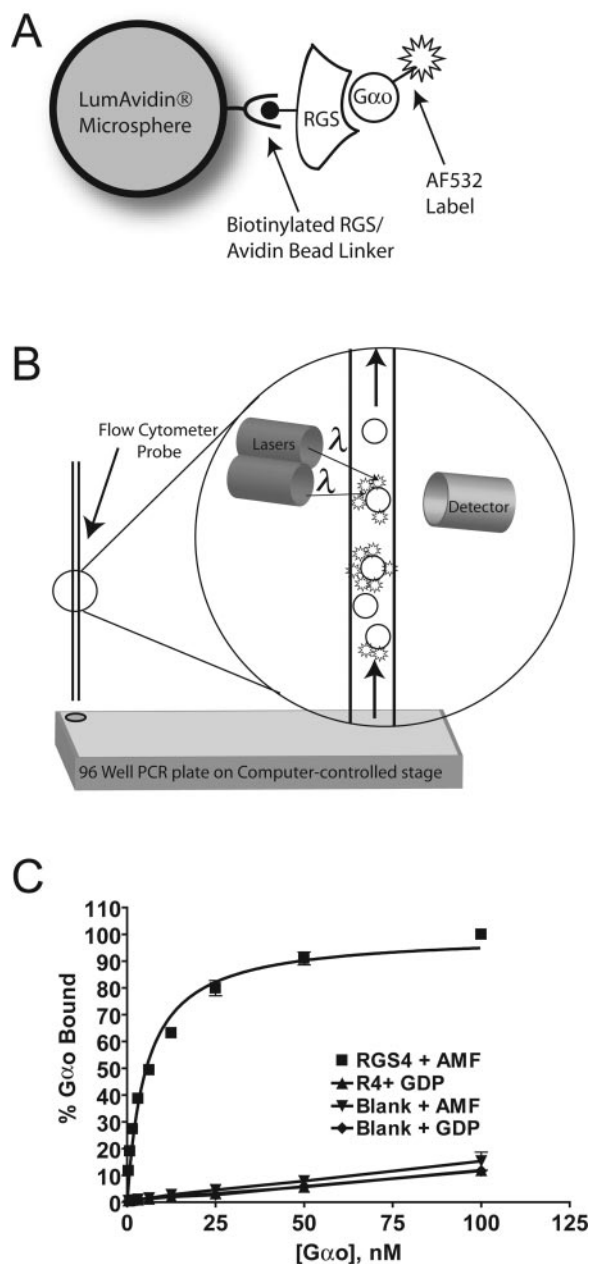 A
LumAvidin®
Microsphere
RGS
Gαo
AF532
Label
Biotinylated RGS/
Avidin Bead Linker
B
Flow Cytometer
Probe
Lasers
λ
λ
Detector
96 Well PCR plate on Computer-controlled stage
C
% Gαo Bound
110
100
90
80
70
60
50
40
30
20
10
0
RGS4 + AMF
R4+ GDP
Blank + AMF
Blank + GDP
0 25 50 75 100 125
[Gαo], nM